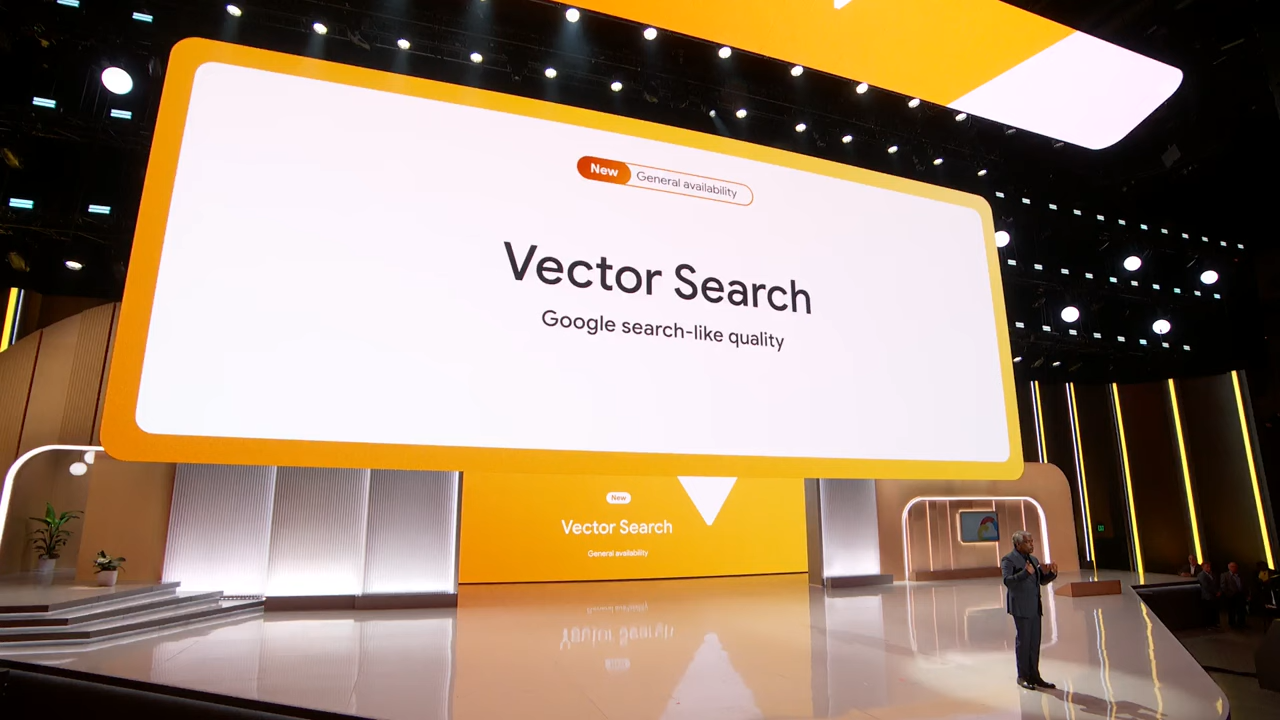 New General availability
Vector Search
Google search-like quality
New
Vector Search
General availability